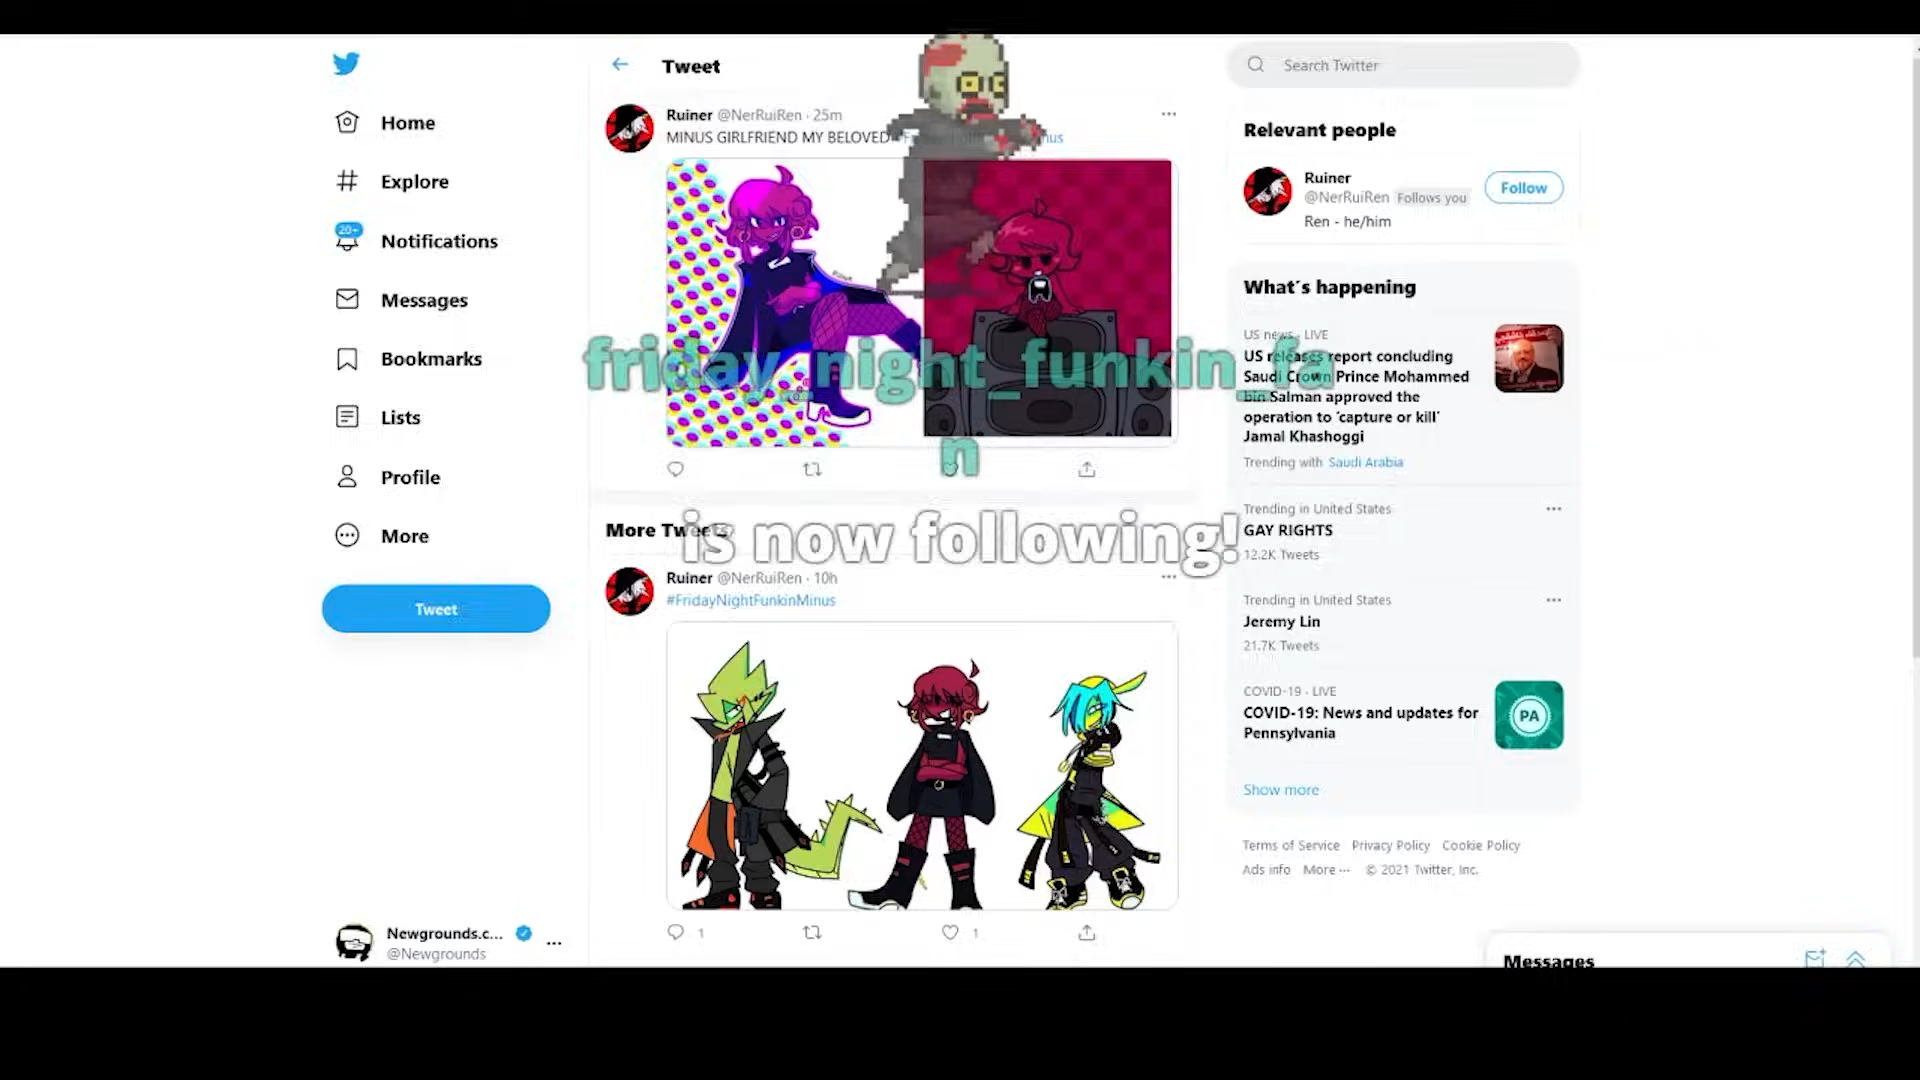 Home
Explore
20+
Notifications
Messages
Bookmarks
Lists
Profile
More
Tweet
Newgrounds.c...
@Newgrounds
Tweet
Ruiner @NerRuiRen · 25m
MINUS GIRLFRIEND MY BELOVED
friday_night_funkin_fa
n
is now following!
More Tweets
Ruiner @NerRuiRen · 10h
#FridayNightFunkinMinus
1
1
Search Twitter
Relevant people
Ruiner
@NerRuiRen Follows you
Follow
Ren - he/him
What's happening
US news · LIVE
US releases report concluding
Saudi Crown Prince Mohammed
bin Salman approved the
operation to 'capture or kill'
Jamal Khashoggi
Trending with Saudi Arabia
Trending in United States
GAY RIGHTS
12.2K Tweets
Trending in United States
Jeremy Lin
21.7K Tweets
COVID-19 · LIVE
COVID-19: News and updates for
Pennsylvania
PA
Show more
Terms of Service Privacy Policy Cookie Policy
Ads info More ··· © 2021 Twitter, Inc.
Messages